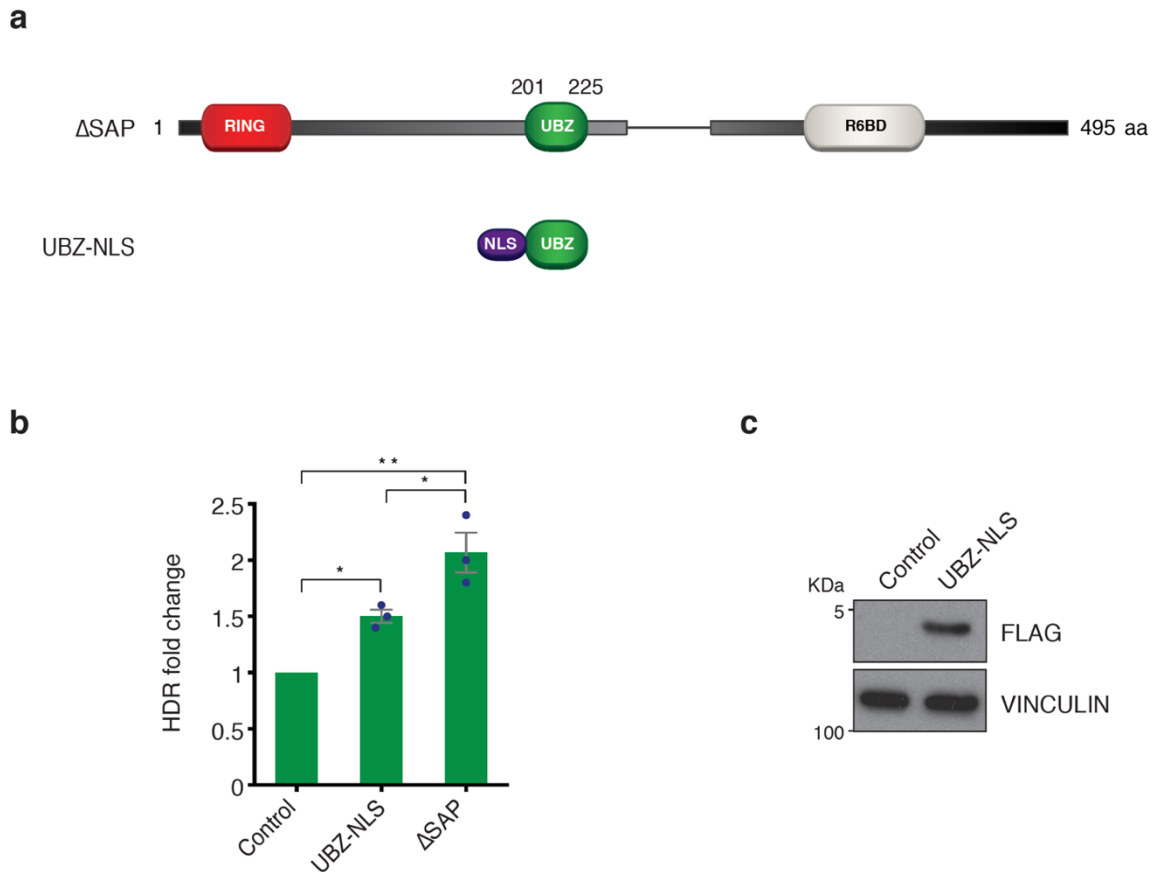 a
201 225
ΔSAP 1 RING UBZ R6BD 495 aa
UBZ-NLS NLS UBZ
b
c
* *
*
*
HDR fold change
2.5
2
1.5
1
0.5
0
Control
UBZ-NLS
ΔSAP
Control
UBZ-NLS
KDa
5
FLAG
VINCULIN
100